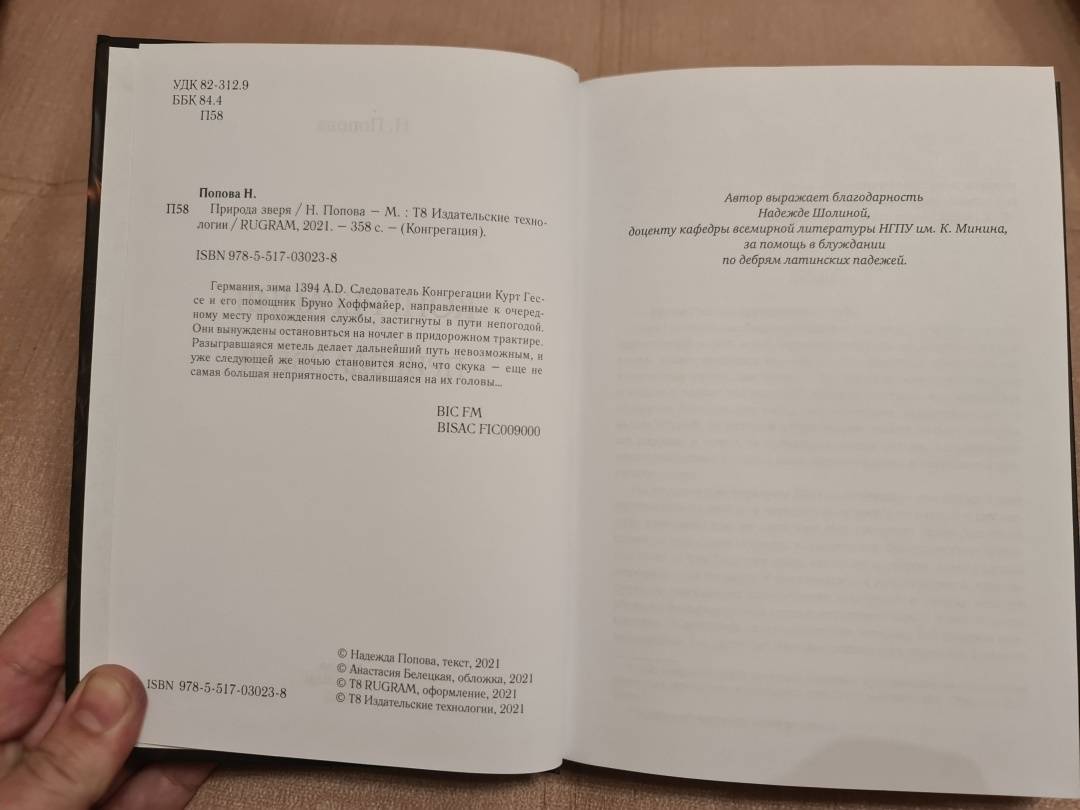 УДК 82-312.9
ББК 84.4
П58
Попова Н.
П58 Природа зверя / Н. Попова – М. : Т8 Издательские техно-
логии / RUGRAM, 2021. – 358 с. – (Конгрегация).
ISBN 978-5-517-03023-8
Германия, зима 1394 A.D. Следователь Конгрегации Курт Гес-
се и его помощник Бруно Хоффмайер, направленные к очеред-
ному месту прохождения службы, застигнуты в пути непогодой.
Они вынуждены остановиться на ночлег в придорожном трактире.
Разыгравшаяся метель делает дальнейший путь невозможным, и
уже следующей же ночью становится ясно, что скука – еще не
самая большая неприятность, свалившаяся на их головы...
BIC FM
BISAC FIC009000
© Надежда Попова, текст, 2021
© Анастасия Белецкая, обложка, 2021
© Т8 RUGRAM, оформление, 2021
© Т8 Издательские технологии, 2021
ISBN 978-5-517-03023-8
Автор выражает благодарность
Надежде Шолиной,
доценту кафедры всемирной литературы НГПУ им. К. Минина,
за помощь в блуждании
по дебрям латинских падежей.